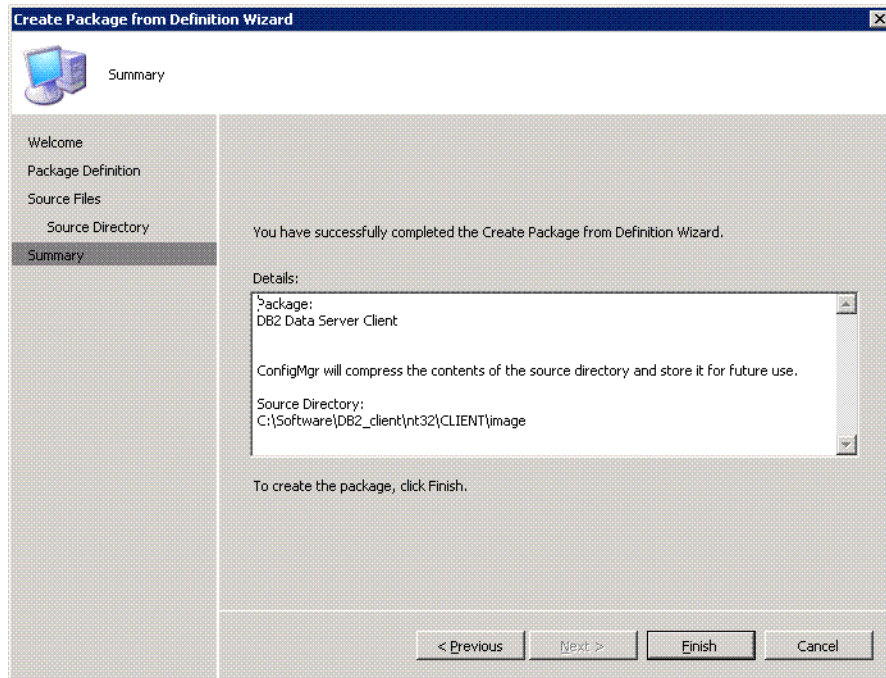 Create Package from Definition Wizard
Summary
Welcome
Package Definition
Source Files
Source Directory
Summary
You have successfully completed the Create Package from Definition Wizard.
Details:
Package:
DB2 Data Server Client
ConfigMgr will compress the contents of the source directory and store it for future use.
Source Directory:
C:\Software\DB2_client\nt32\CLIENT\image
To create the package, click Finish.
< Previous Next > Finish Cancel